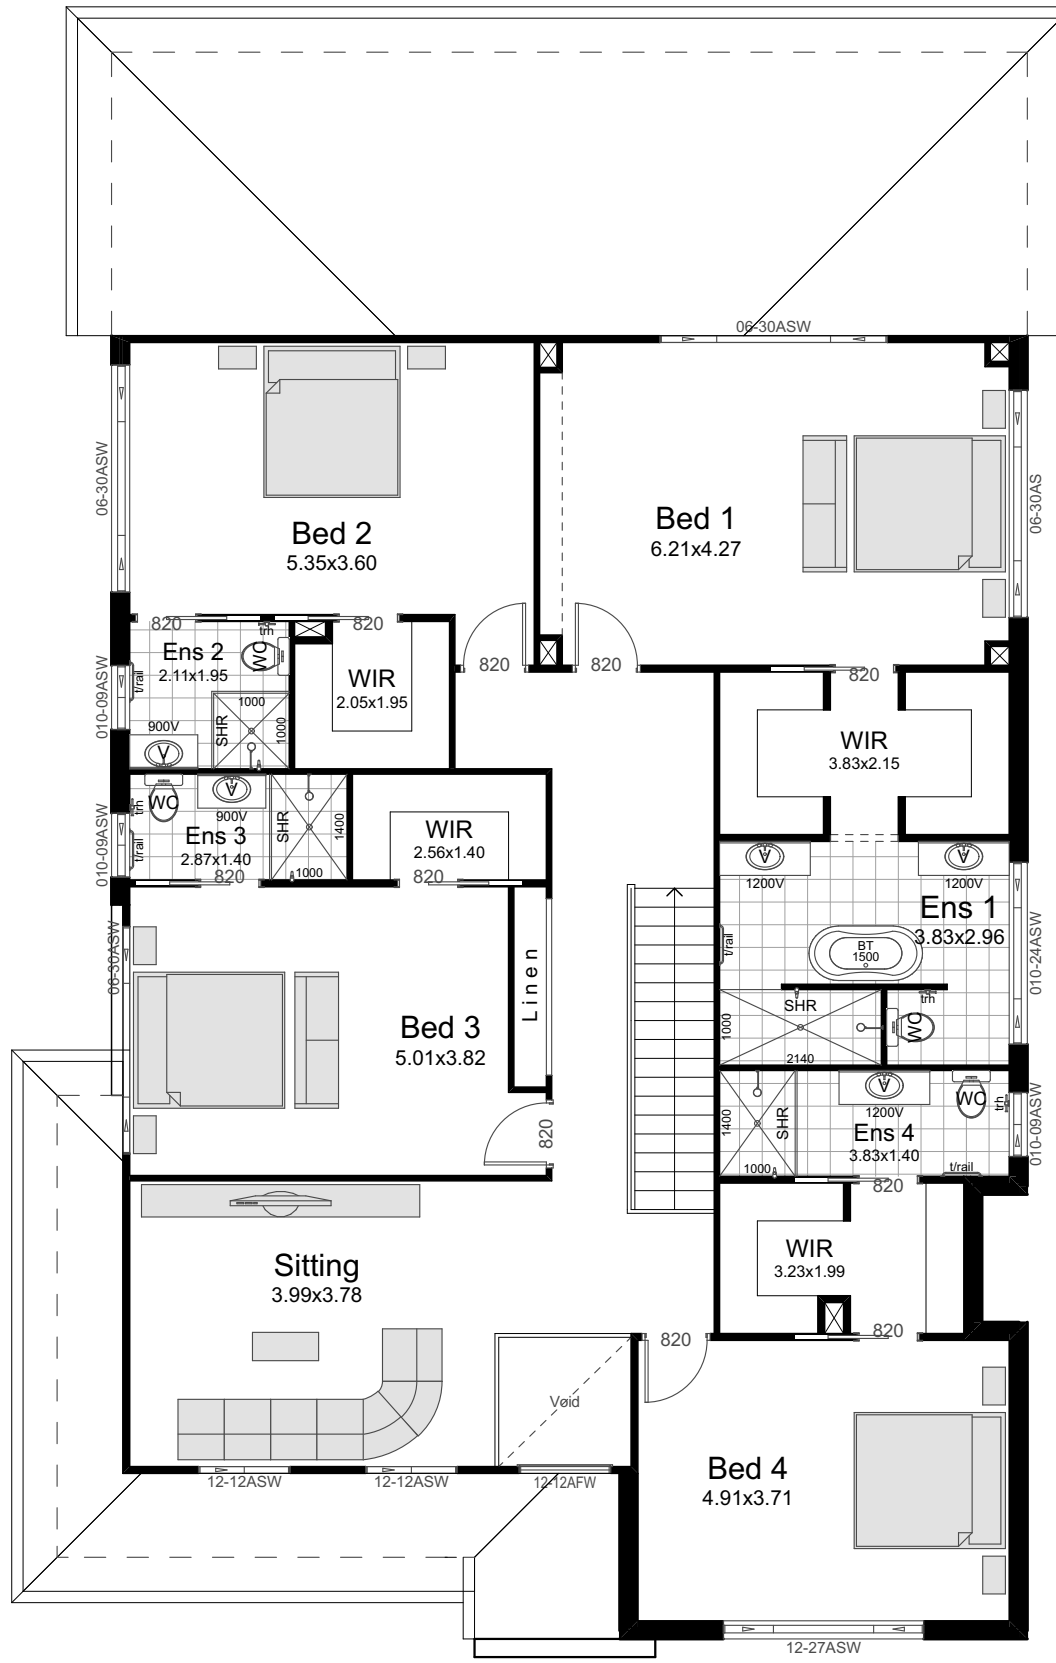 06-30ASW
06-30ASW
06-30AS
Bed 2
5.35x3.60
Bed 1
6.21x4.27
820
trh
820
820
820
820
Ens 2
2.11x1.95
WC
t/rail
010-09ASW
900V
V
SHR
1000
1000
WIR
2.05x1.95
WIR
3.83x2.15
trh
WC
V
900V
Ens 3
2.87x1.40
t/rail
010-09ASW
820
SHR
1400
1000
WIR
2.56x1.40
820
V
1200V
V
1200V
Ens 1
3.83x2.96
t/rail
BT
1500
010-24ASW
06-30ASW
Linen
Bed 3
5.01x3.82
820
SHR
1000
2140
WC
trh
1400
SHR
1000
V
1200V
WC
trh
Ens 4
3.83x1.40
t/rail
010-09ASW
820
Sitting
3.99x3.78
WIR
3.23x1.99
820
820
Vøid
12-12ASW
12-12ASW
12-12AFW
Bed 4
4.91x3.71
12-27ASW